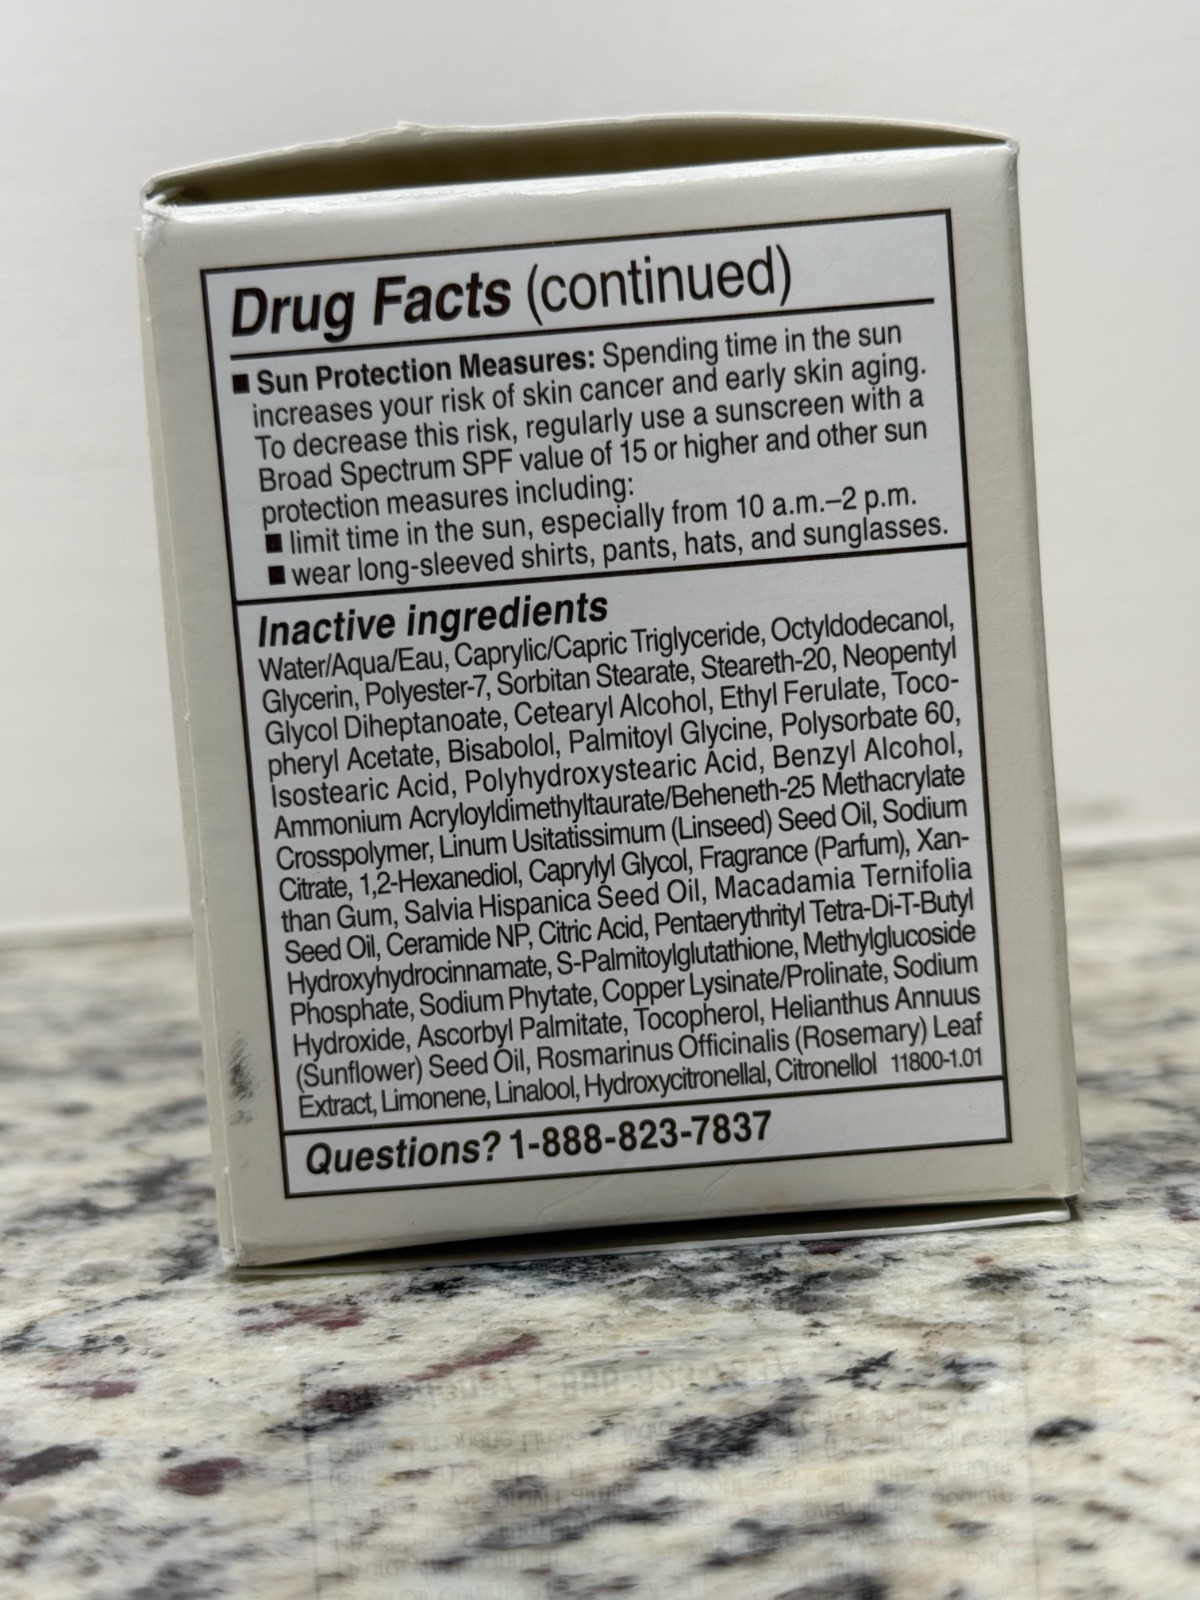 Drug Facts (continued)
■ Sun Protection Measures: Spending time in the sun
increases your risk of skin cancer and early skin aging.
To decrease this risk, regularly use a sunscreen with a
Broad Spectrum SPF value of 15 or higher and other sun
protection measures including:
■ limit time in the sun, especially from 10 a.m.–2 p.m.
■ wear long-sleeved shirts, pants, hats, and sunglasses.
Inactive ingredients
Water/Aqua/Eau, Caprylic/Capric Triglyceride, Octyldodecanol,
Glycerin, Polyester-7, Sorbitan Stearate, Steareth-20, Neopentyl
Glycol Diheptanoate, Cetearyl Alcohol, Ethyl Ferulate, Toco-
pheryl Acetate, Bisabolol, Palmitoyl Glycine, Polysorbate 60,
Isostearic Acid, Polyhydroxystearic Acid, Benzyl Alcohol,
Ammonium Acryloyldimethyltaurate/Beheneth-25 Methacrylate
Crosspolymer, Linum Usitatissimum (Linseed) Seed Oil, Sodium
Citrate, 1,2-Hexanediol, Caprylyl Glycol, Fragrance (Parfum), Xan-
than Gum, Salvia Hispanica Seed Oil, Macadamia Ternifolia
Seed Oil, Ceramide NP, Citric Acid, Pentaerythrityl Tetra-Di-T-Butyl
Hydroxyhydrocinnamate, S-Palmitoylglutathione, Methylglucoside
Phosphate, Sodium Phytate, Copper Lysinate/Prolinate, Sodium
Hydroxide, Ascorbyl Palmitate, Tocopherol, Helianthus Annuus
(Sunflower) Seed Oil, Rosmarinus Officinalis (Rosemary) Leaf
Extract, Limonene, Linalool, Hydroxycitronellal, Citronellol 11800-1.01
Questions? 1-888-823-7837